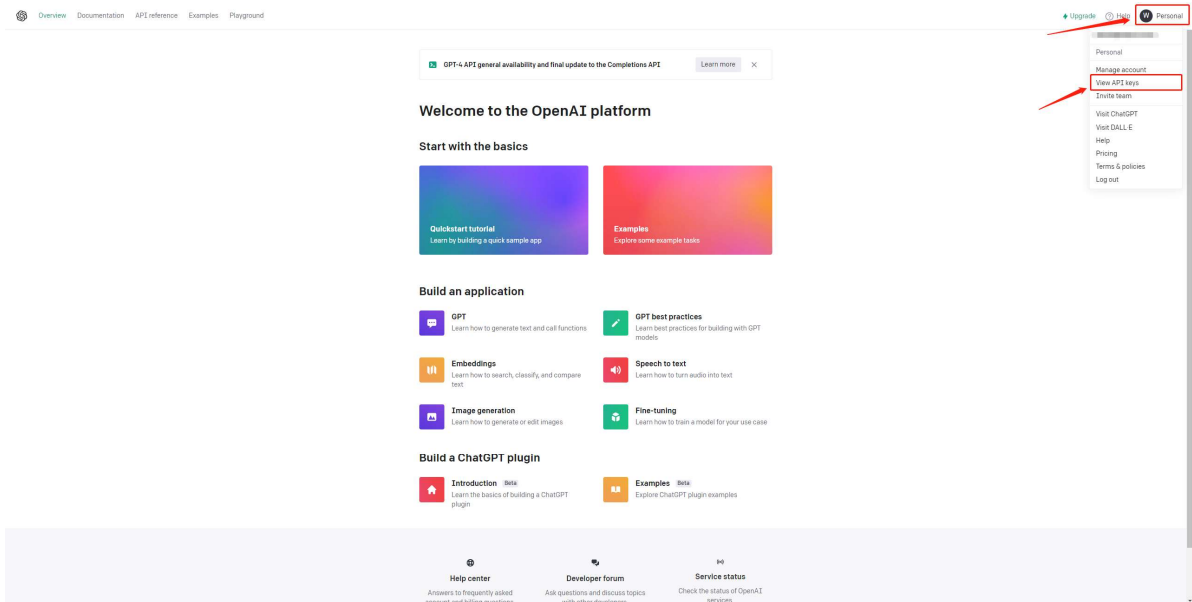 Overview Documentation API reference Examples Playground
Upgrade Help W Personal
Personal
Manage account
View API keys
Invite team
Visit ChatGPT
Visit DALL·E
Help
Pricing
Terms & policies
Log out
GPT-4 API general availability and final update to the Completions API Learn more
Welcome to the OpenAI platform
Start with the basics
Quickstart tutorial
Learn by building a quick sample app
Examples
Explore some example tasks
Build an application
GPT
Learn how to generate text and call functions
GPT best practices
Learn best practices for building with GPT
models
Embeddings
Learn how to search, classify, and compare
text
Speech to text
Learn how to turn audio into text
Image generation
Learn how to generate or edit images
Fine-tuning
Learn how to train a model for your use case
Build a ChatGPT plugin
Introduction Beta
Learn the basics of building a ChatGPT
plugin
Examples Beta
Explore ChatGPT plugin examples
Help center
Answers to frequently asked
account and billing questions
Developer forum
Ask questions and discuss topics
with other developers
Service status
Check the status of OpenAI
services